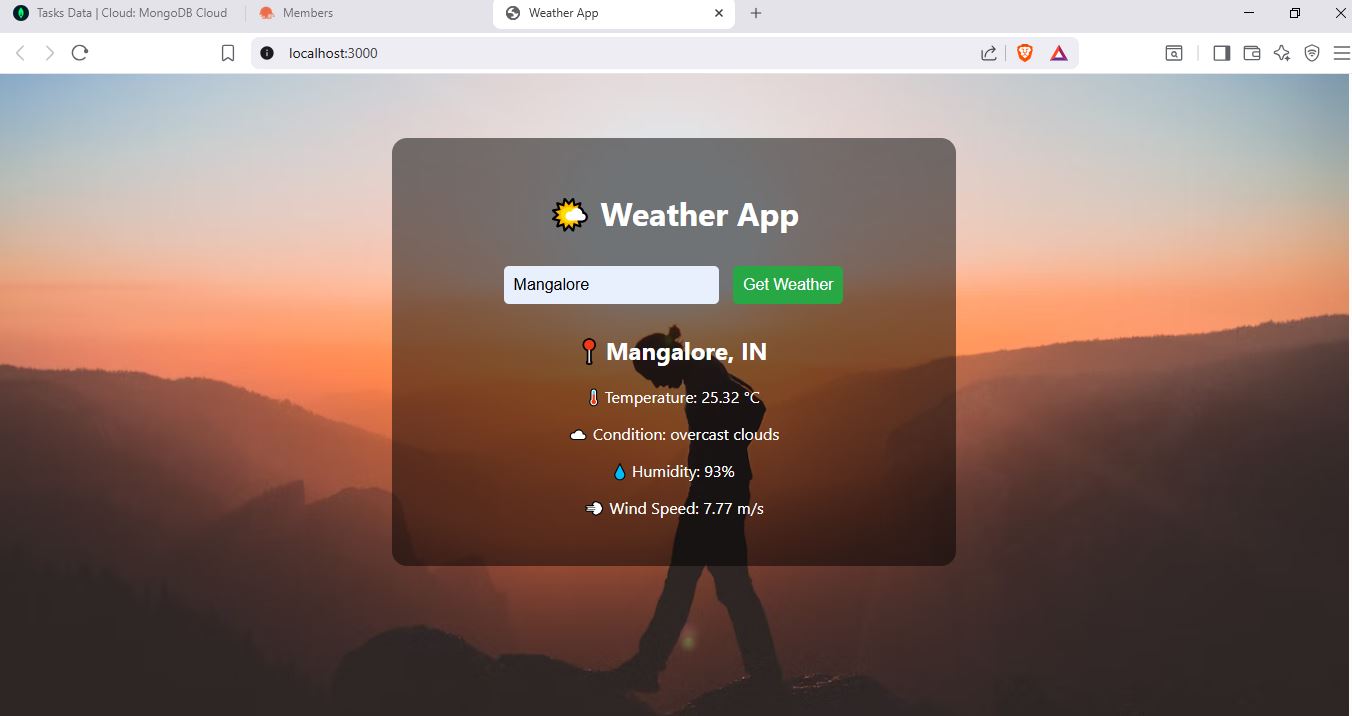 Tasks Data | Cloud: MongoDB Cloud
Members
Weather App
localhost:3000
Weather App
Mangalore
Get Weather
Mangalore, IN
Temperature: 25.32 °C
Condition: overcast clouds
Humidity: 93%
Wind Speed: 7.77 m/s